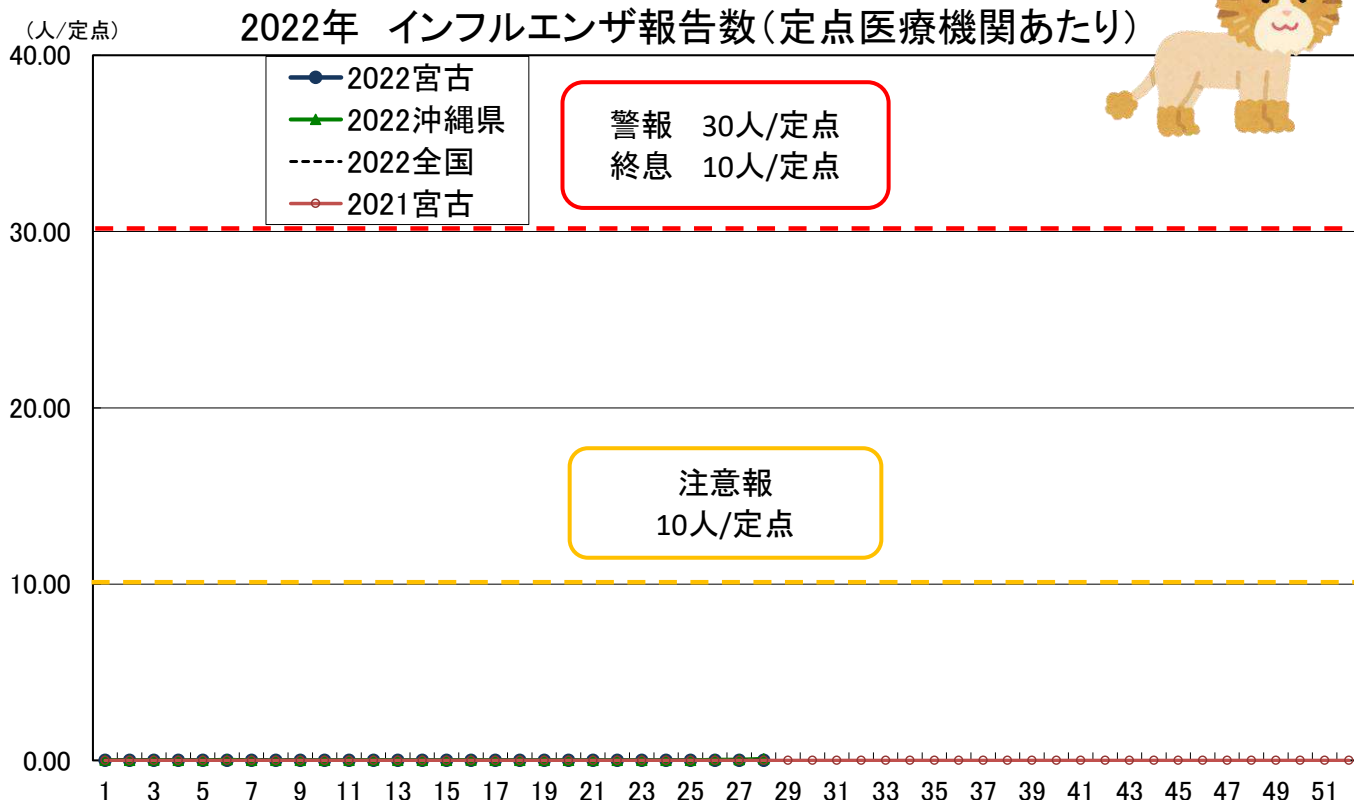 2022年 インフルエンザ報告数(定点医療機関あたり)
(人/定点)
2022宮古
2022沖縄県
2022全国
2021宮古
警報 30人/定点
終息 10人/定点
注意報
10人/定点
40.00
30.00
20.00
10.00
0.00
1 3 5 7 9 11 13 15 17 19 21 23 25 27 29 31 33 35 37 39 41 43 45 47 49 51